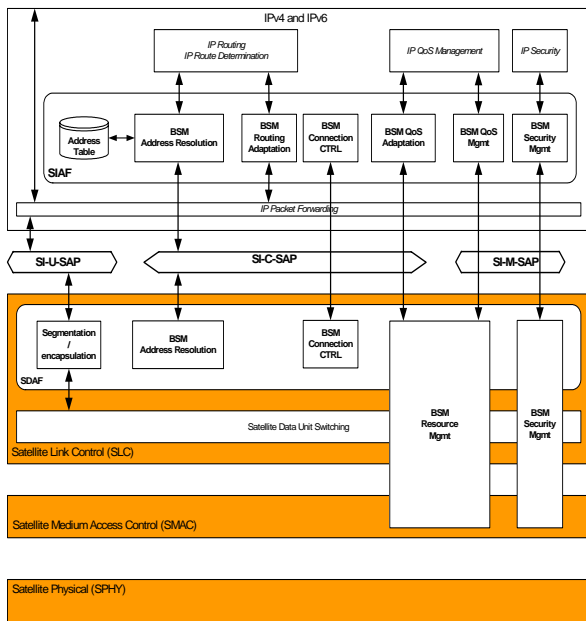 IPv4 and IPv6
IP Routing
IP Route Determination
IP QoS Management
IP Security
Address
Table
BSM
Address Resolution
BSM
Routing
Adaptation
BSM
Connection
CTRL
BSM QoS
Adaptation
BSM QoS
Mgmt
BSM
Security
Mgmt
SIAF
IP Packet Forwarding
SI-U-SAP
SI-C-SAP
SI-M-SAP
Segmentation
/
encapsulation
BSM
Address Resolution
BSM
Connection
CTRL
SDAF
BSM
Resource
Mgmt
BSM
Security
Mgmt
Satellite Data Unit Switching
Satellite Link Control (SLC)
Satellite Medium Access Control (SMAC)
Satellite Physical (SPHY)